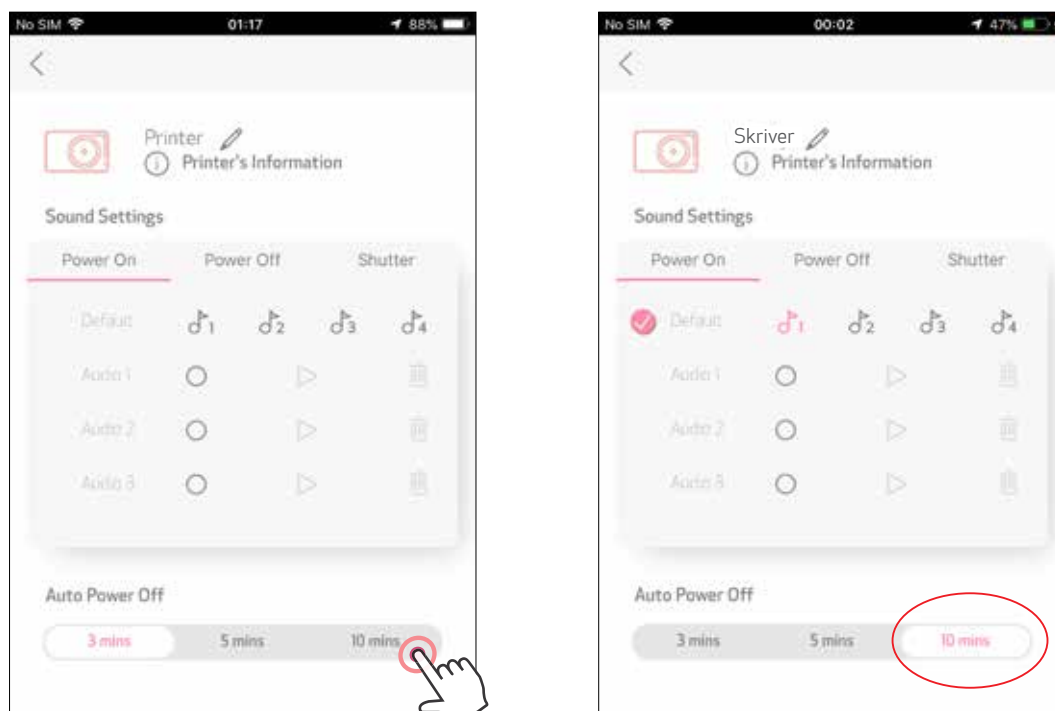 No SIM 01:17 88%
Printer
Printer's Information
Sound Settings
Power On Power Off Shutter
Default 1 2 3 4
Audio 1
Audio 2
Audio 3
Auto Power Off
3 mins 5 mins 10 mins
No SIM 00:02 47%
Skriver
Printer's Information
Sound Settings
Power On Power Off Shutter
Default 1 2 3 4
Audio 1
Audio 2
Audio 3
Auto Power Off
3 mins 5 mins 10 mins